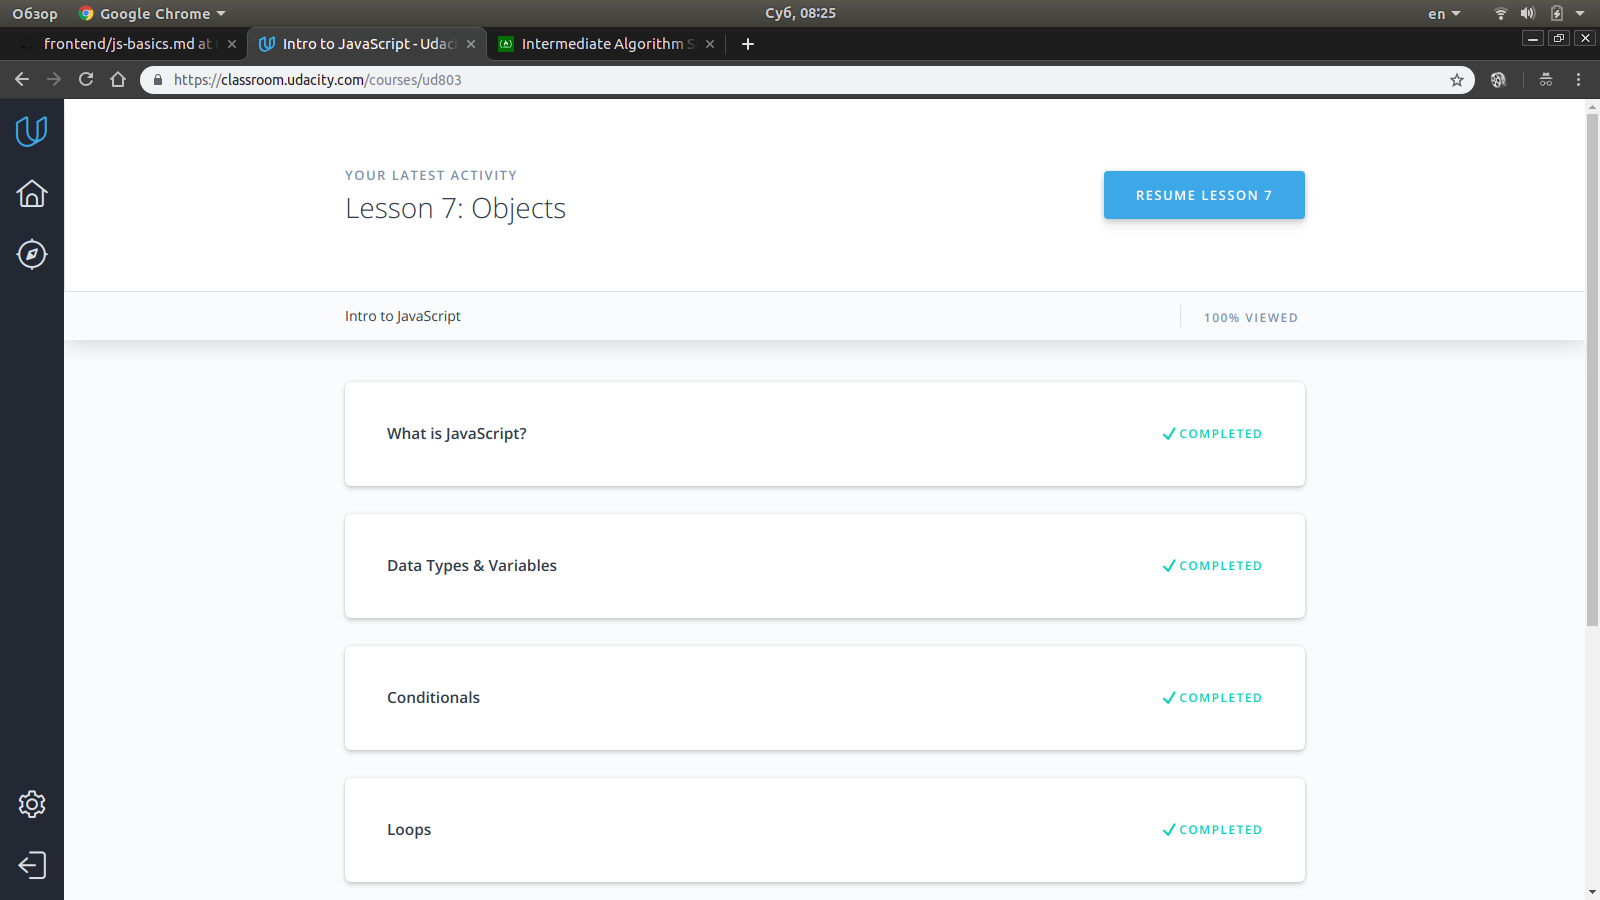 Обзор Google Chrome Суб, 08:25 en
frontend/js-basics.md at Intro to JavaScript - Udaci Intermediate Algorithm S
https://classroom.udacity.com/courses/ud803
YOUR LATEST ACTIVITY
Lesson 7: Objects
RESUME LESSON 7
Intro to JavaScript
100% VIEWED
What is JavaScript?
COMPLETED
Data Types & Variables
COMPLETED
Conditionals
COMPLETED
Loops
COMPLETED